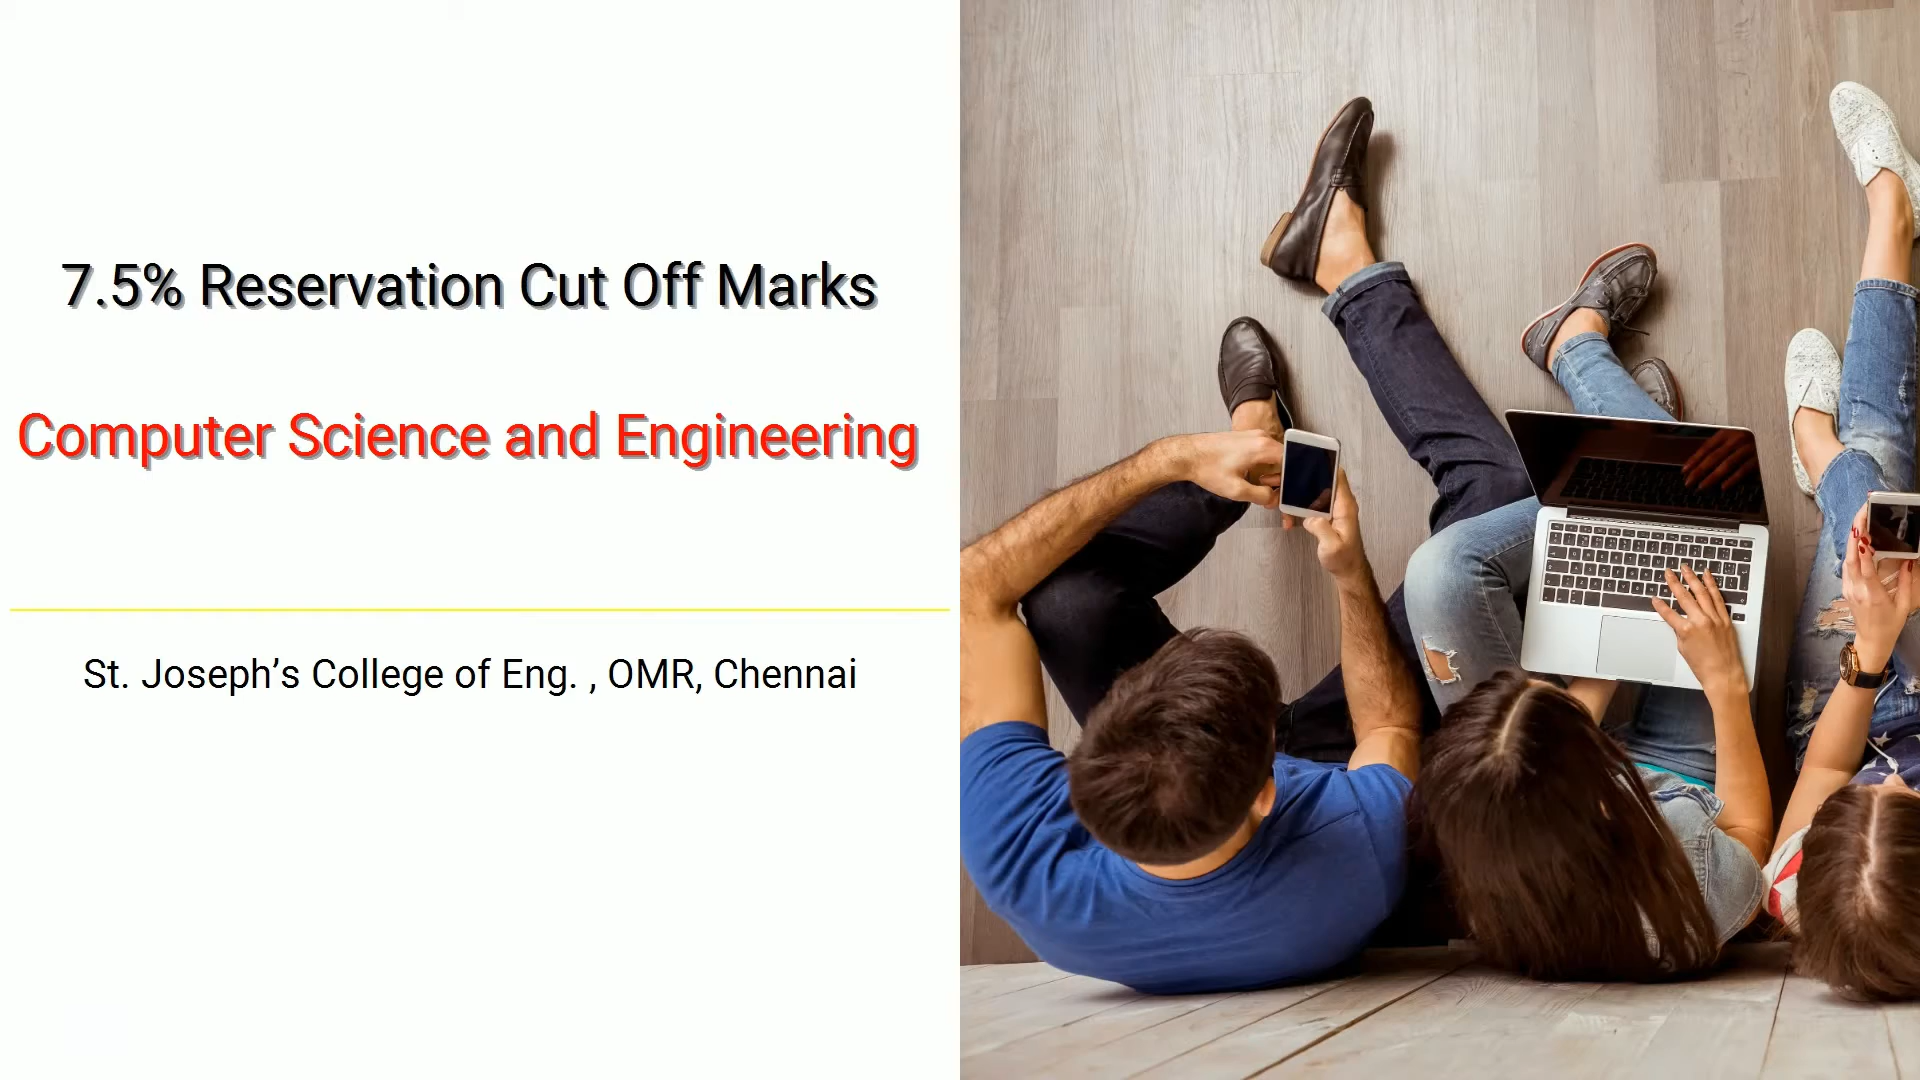 7.5% Reservation Cut Off Marks
Computer Science and Engineering
St. Joseph’s College of Eng. , OMR, Chennai